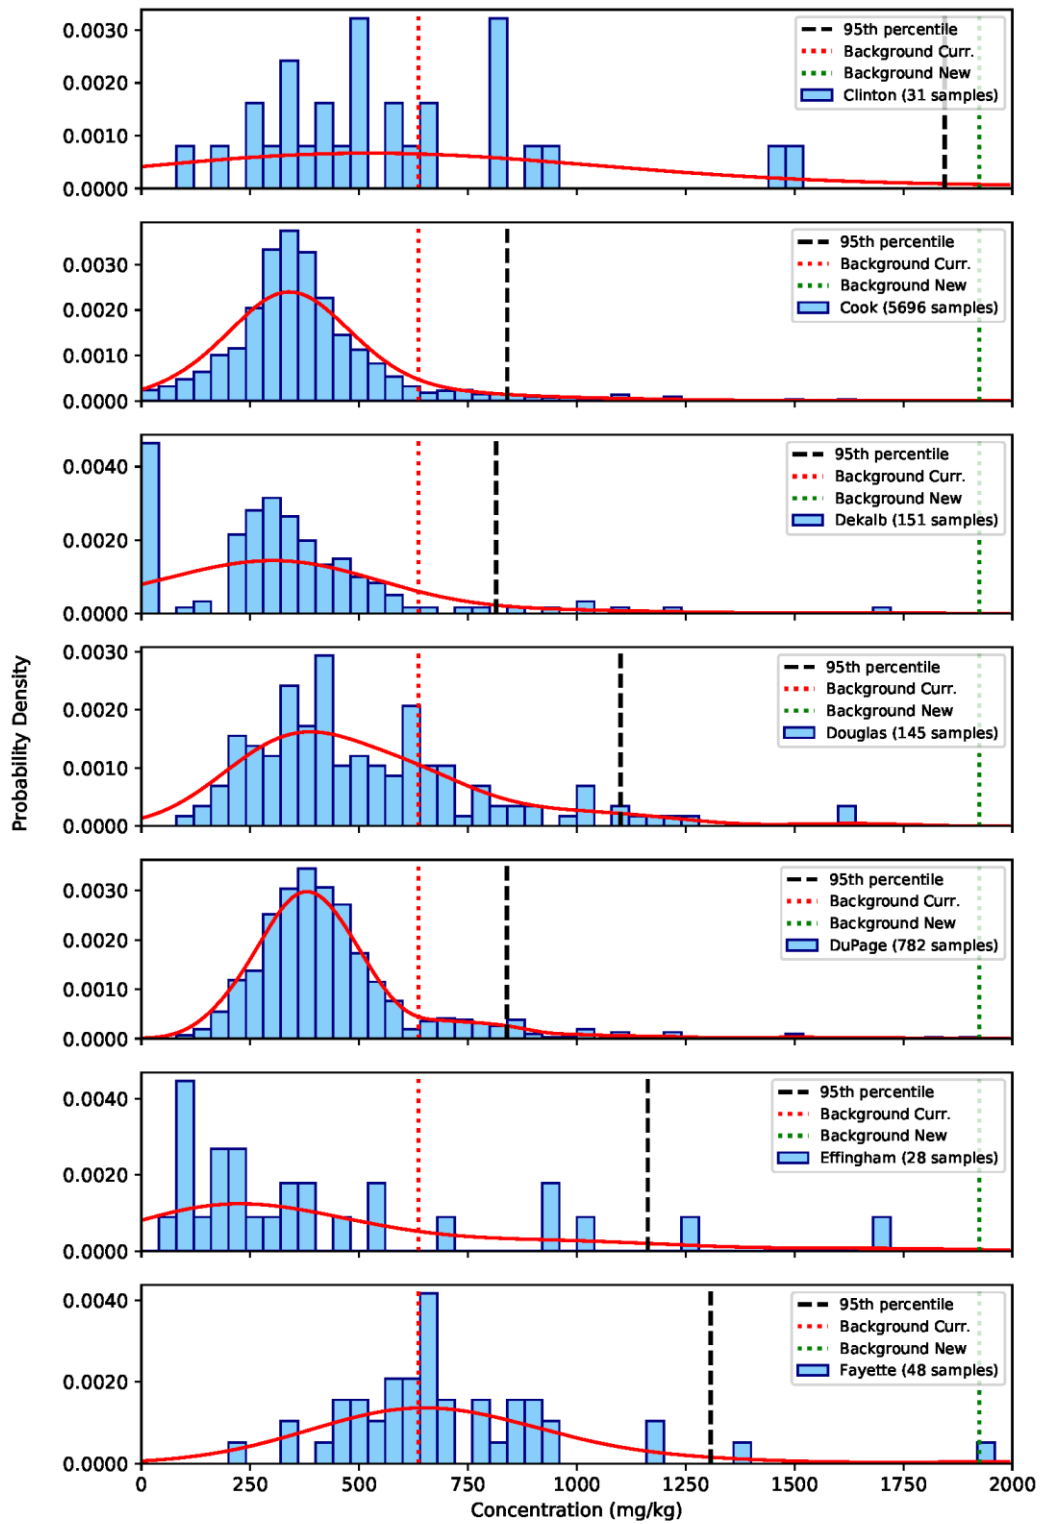 0.0030
0.0020
0.0010
0.0000
95th percentile
Background Curr.
Background New
Clinton (31 samples)
0.0030
0.0020
0.0010
0.0000
95th percentile
Background Curr.
Background New
Cook (5696 samples)
0.0040
0.0020
0.0000
95th percentile
Background Curr.
Background New
Dekalb (151 samples)
Probability Density
0.0030
0.0020
0.0010
0.0000
95th percentile
Background Curr.
Background New
Douglas (145 samples)
0.0030
0.0020
0.0010
0.0000
95th percentile
Background Curr.
Background New
DuPage (782 samples)
0.0040
0.0020
0.0000
95th percentile
Background Curr.
Background New
Effingham (28 samples)
0.0040
0.0020
0.0000
95th percentile
Background Curr.
Background New
Fayette (48 samples)
0 250 500 750 1000 1250 1500 1750 2000
Concentration (mg/kg)